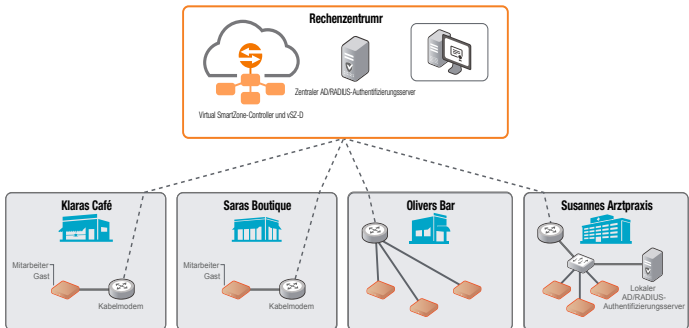 Rechenzentrumr
Zentraler AD/RADIUS-Authentifizierungsserver
Virtual SmartZone-Controller und vSZ-D
Klaras Café
Mitarbeiter
Gast
Kabelmodem
Saras Boutique
Mitarbeiter
Gast
Kabelmodem
Olivers Bar
Susannes Arztpraxis
Lokaler
AD/RADIUS-
Authentifizierungsserver